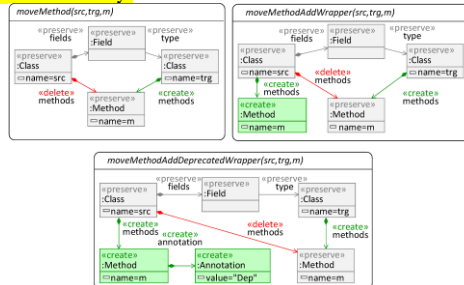 moveMethod(src,trg,m)
«preserve»
:Field
«preserve»
fields
«preserve»
type
«preserve»
:Class
name=src
«preserve»
:Class
name=trg
«delete»
methods
«create»
methods
«preserve»
:Method
name=m
moveMethodAddWrapper(src,trg,m)
«preserve»
:Field
«preserve»
fields
«preserve»
type
«preserve»
:Class
name=src
«preserve»
:Class
name=trg
«create»
methods
«delete»
methods
«create»
methods
«create»
:Method
name=m
«preserve»
:Method
name=m
moveMethodAddDeprecatedWrapper(src,trg,m)
«preserve»
:Class
name=src
«preserve»
fields
«preserve»
:Field
«preserve»
type
«preserve»
:Class
name=trg
«create»
methods
«create»
annotation
«delete»
methods
«create»
methods
«create»
:Method
name=m
«create»
:Annotation
value="Dep"
«preserve»
:Method
name=m